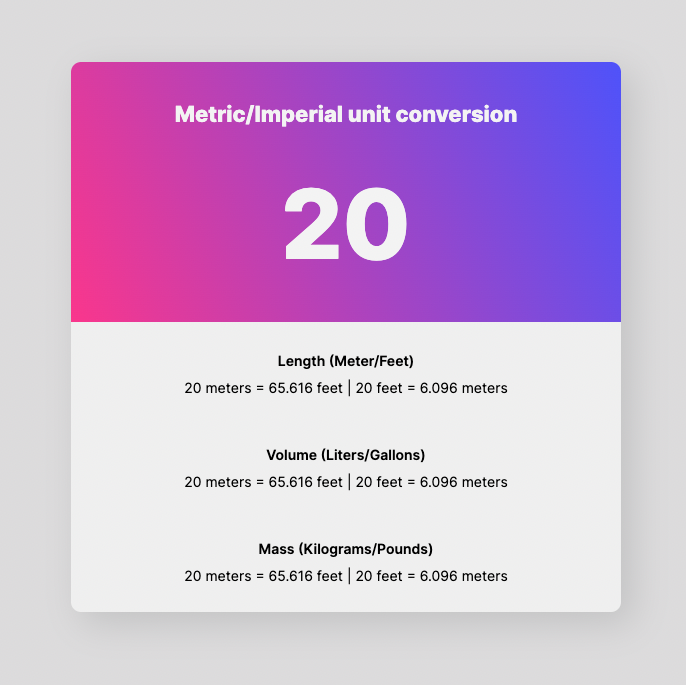 Metric/Imperial unit conversion
20
Length (Meter/Feet)
20 meters = 65.616 feet | 20 feet = 6.096 meters
Volume (Liters/Gallons)
20 meters = 65.616 feet | 20 feet = 6.096 meters
Mass (Kilograms/Pounds)
20 meters = 65.616 feet | 20 feet = 6.096 meters